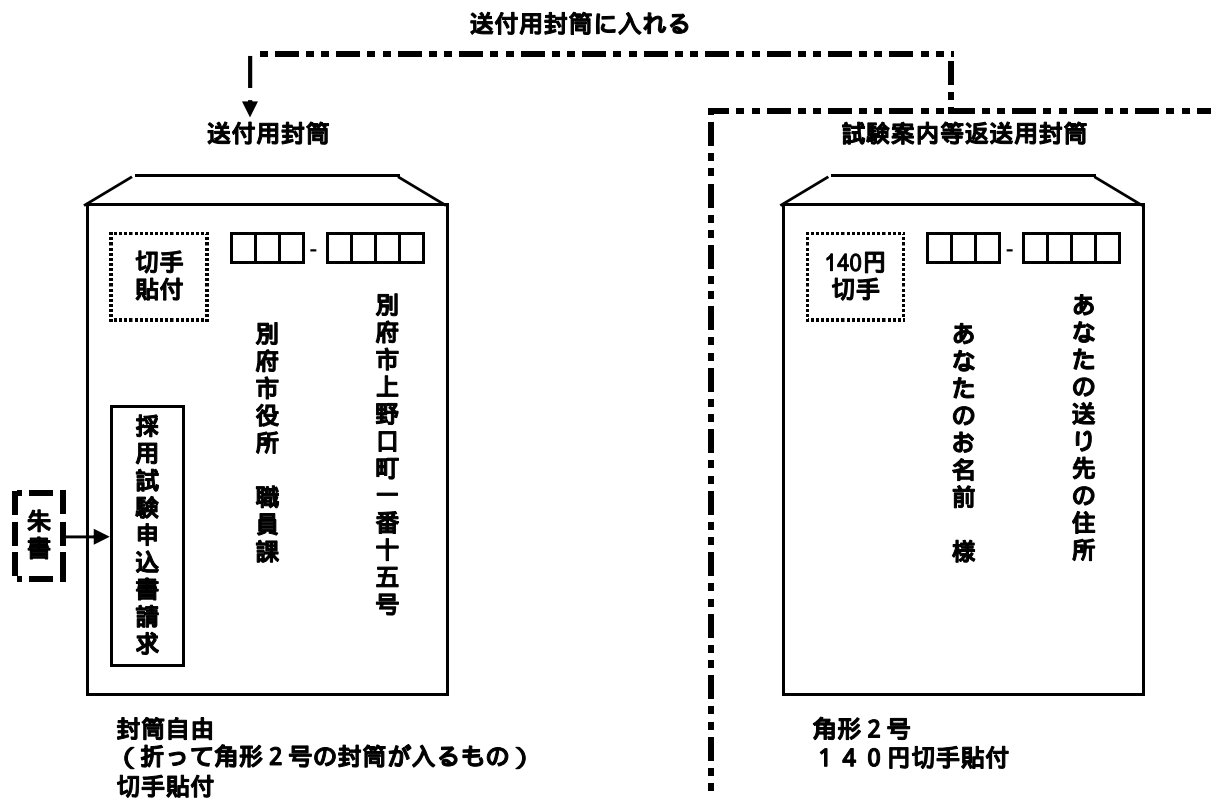 送付用封筒に入れる
送付用封筒
切手
貼付
-
別府市上野口町一番十五号
別府市役所　職員課
採用試験申込書請求
朱書
封筒自由
（折って角形２号の封筒が入るもの）
切手貼付
試験案内等返送用封筒
140円
切手
-
あなたの送り先の住所
あなたのお名前　様
角形２号
１４０円切手貼付